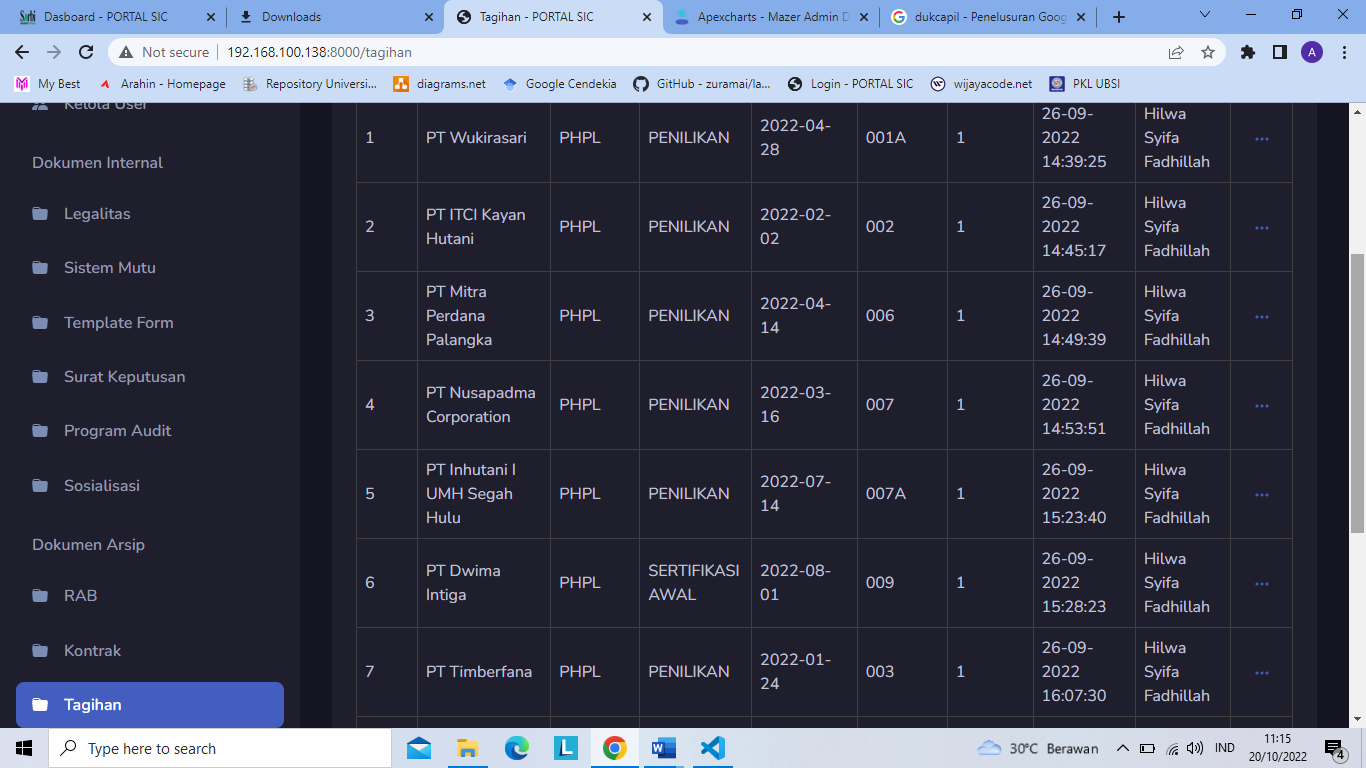 Dasboard - PORTAL SIC
Downloads
Tagihan - PORTAL SIC
Apexcharts - Mazer Admin D
dukcapil - Penelusuran Goog
Not secure
192.168.100.138:8000/tagihan
A
My Best
Arahin - Homepage
Repository Universi...
diagrams.net
Google Cendekia
GitHub - zuramai/la...
Login - PORTAL SIC
wijayacode.net
PKL UBSI
Kelola User
Dokumen Internal
Legalitas
Sistem Mutu
Template Form
Surat Keputusan
Program Audit
Sosialisasi
Dokumen Arsip
RAB
Kontrak
Tagihan
1
PT Wukirasari
PHPL
PENILIKAN
2022-04-
28
001A
1
26-09-
2022
14:39:25
Hilwa
Syifa
Fadhillah
...
2
PT ITCI Kayan
Hutani
PHPL
PENILIKAN
2022-02-
02
002
1
26-09-
2022
14:45:17
Hilwa
Syifa
Fadhillah
...
3
PT Mitra
Perdana
Palangka
PHPL
PENILIKAN
2022-04-
14
006
1
26-09-
2022
14:49:39
Hilwa
Syifa
Fadhillah
...
4
PT Nusapadma
Corporation
PHPL
PENILIKAN
2022-03-
16
007
1
26-09-
2022
14:53:51
Hilwa
Syifa
Fadhillah
...
5
PT Inhutani I
UMH Segah
Hulu
PHPL
PENILIKAN
2022-07-
14
007A
1
26-09-
2022
15:23:40
Hilwa
Syifa
Fadhillah
...
6
PT Dwima
Intiga
PHPL
SERTIFIKASI
AWAL
2022-08-
01
009
1
26-09-
2022
15:28:23
Hilwa
Syifa
Fadhillah
...
7
PT Timberfana
PHPL
PENILIKAN
2022-01-
24
003
1
26-09-
2022
16:07:30
Hilwa
Syifa
Fadhillah
...
Type here to search
L
W
30°C Berawan
IND
11:15
20/10/2022
4